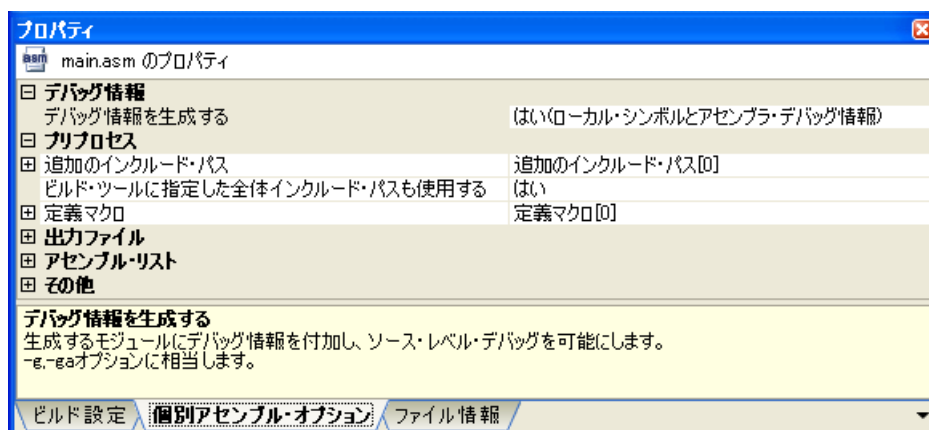 プロパティ
asm main.asm のプロパティ
デバッグ情報
デバッグ情報を生成する はい(ローカル・シンボルとアセンブラ・デバッグ情報)
プリプロセス
追加のインクルード・パス 追加のインクルード・パス[0]
ビルド・ツールに指定した全体インクルード・パスも使用する はい
定義マクロ 定義マクロ[0]
出力ファイル
アセンブル・リスト
その他
デバッグ情報を生成する
生成するモジュールにデバッグ情報を付加し、ソース・レベル・デバッグを可能にします。
-g,-gaオプションに相当します。
ビルド設定 個別アセンブル・オプション ファイル情報